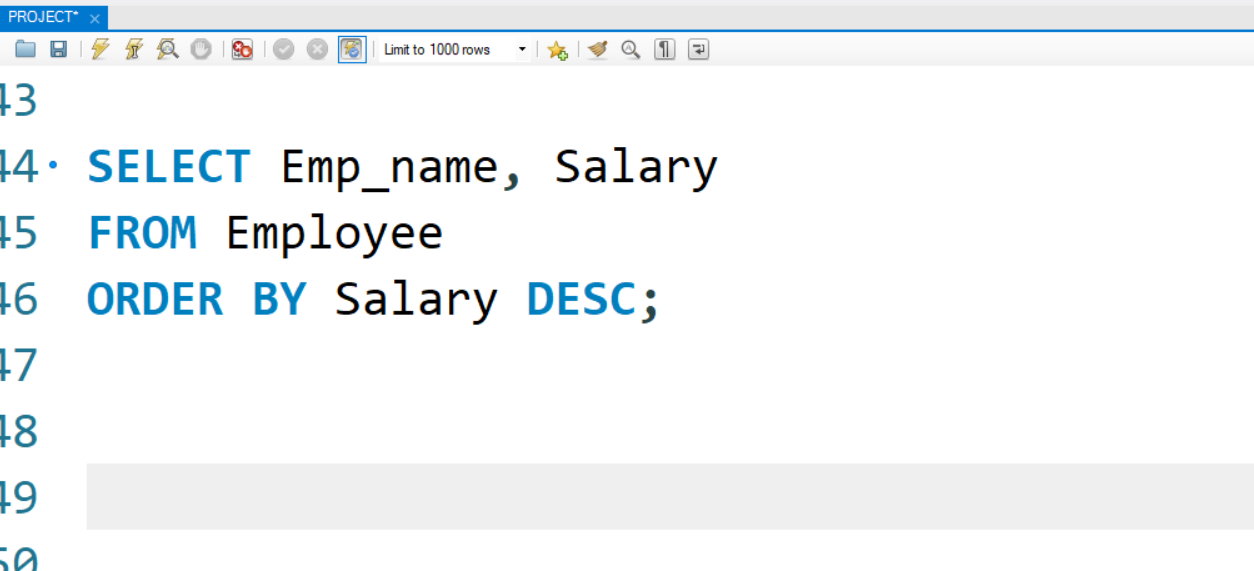 PROJECT*
Limit to 1000 rows
43
44 SELECT Emp_name, Salary
45 FROM Employee
46 ORDER BY Salary DESC;
47
48
49
50